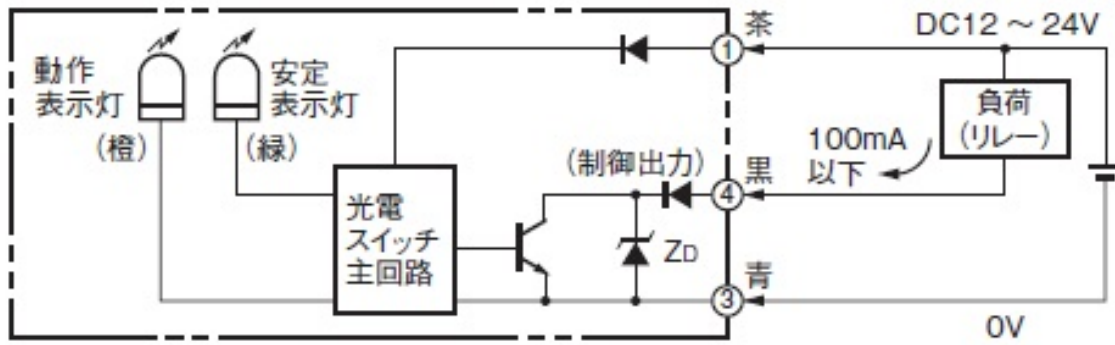 動作
表示灯
(橙)
安定
表示灯
(緑)
光電
スイッチ
主回路
(制御出力)
ZD
①
茶
④
黒
③
青
DC12 ～ 24V
負荷
(リレー)
100mA
以下
0V